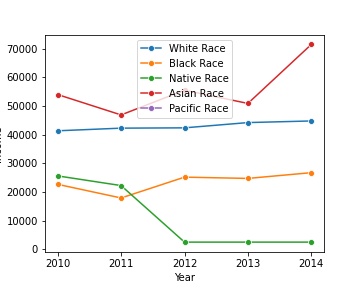 70000
60000
50000
40000
30000
20000
10000
0
White Race
Black Race
Native Race
Asian Race
Pacific Race
2010 2011 2012 2013 2014
Year